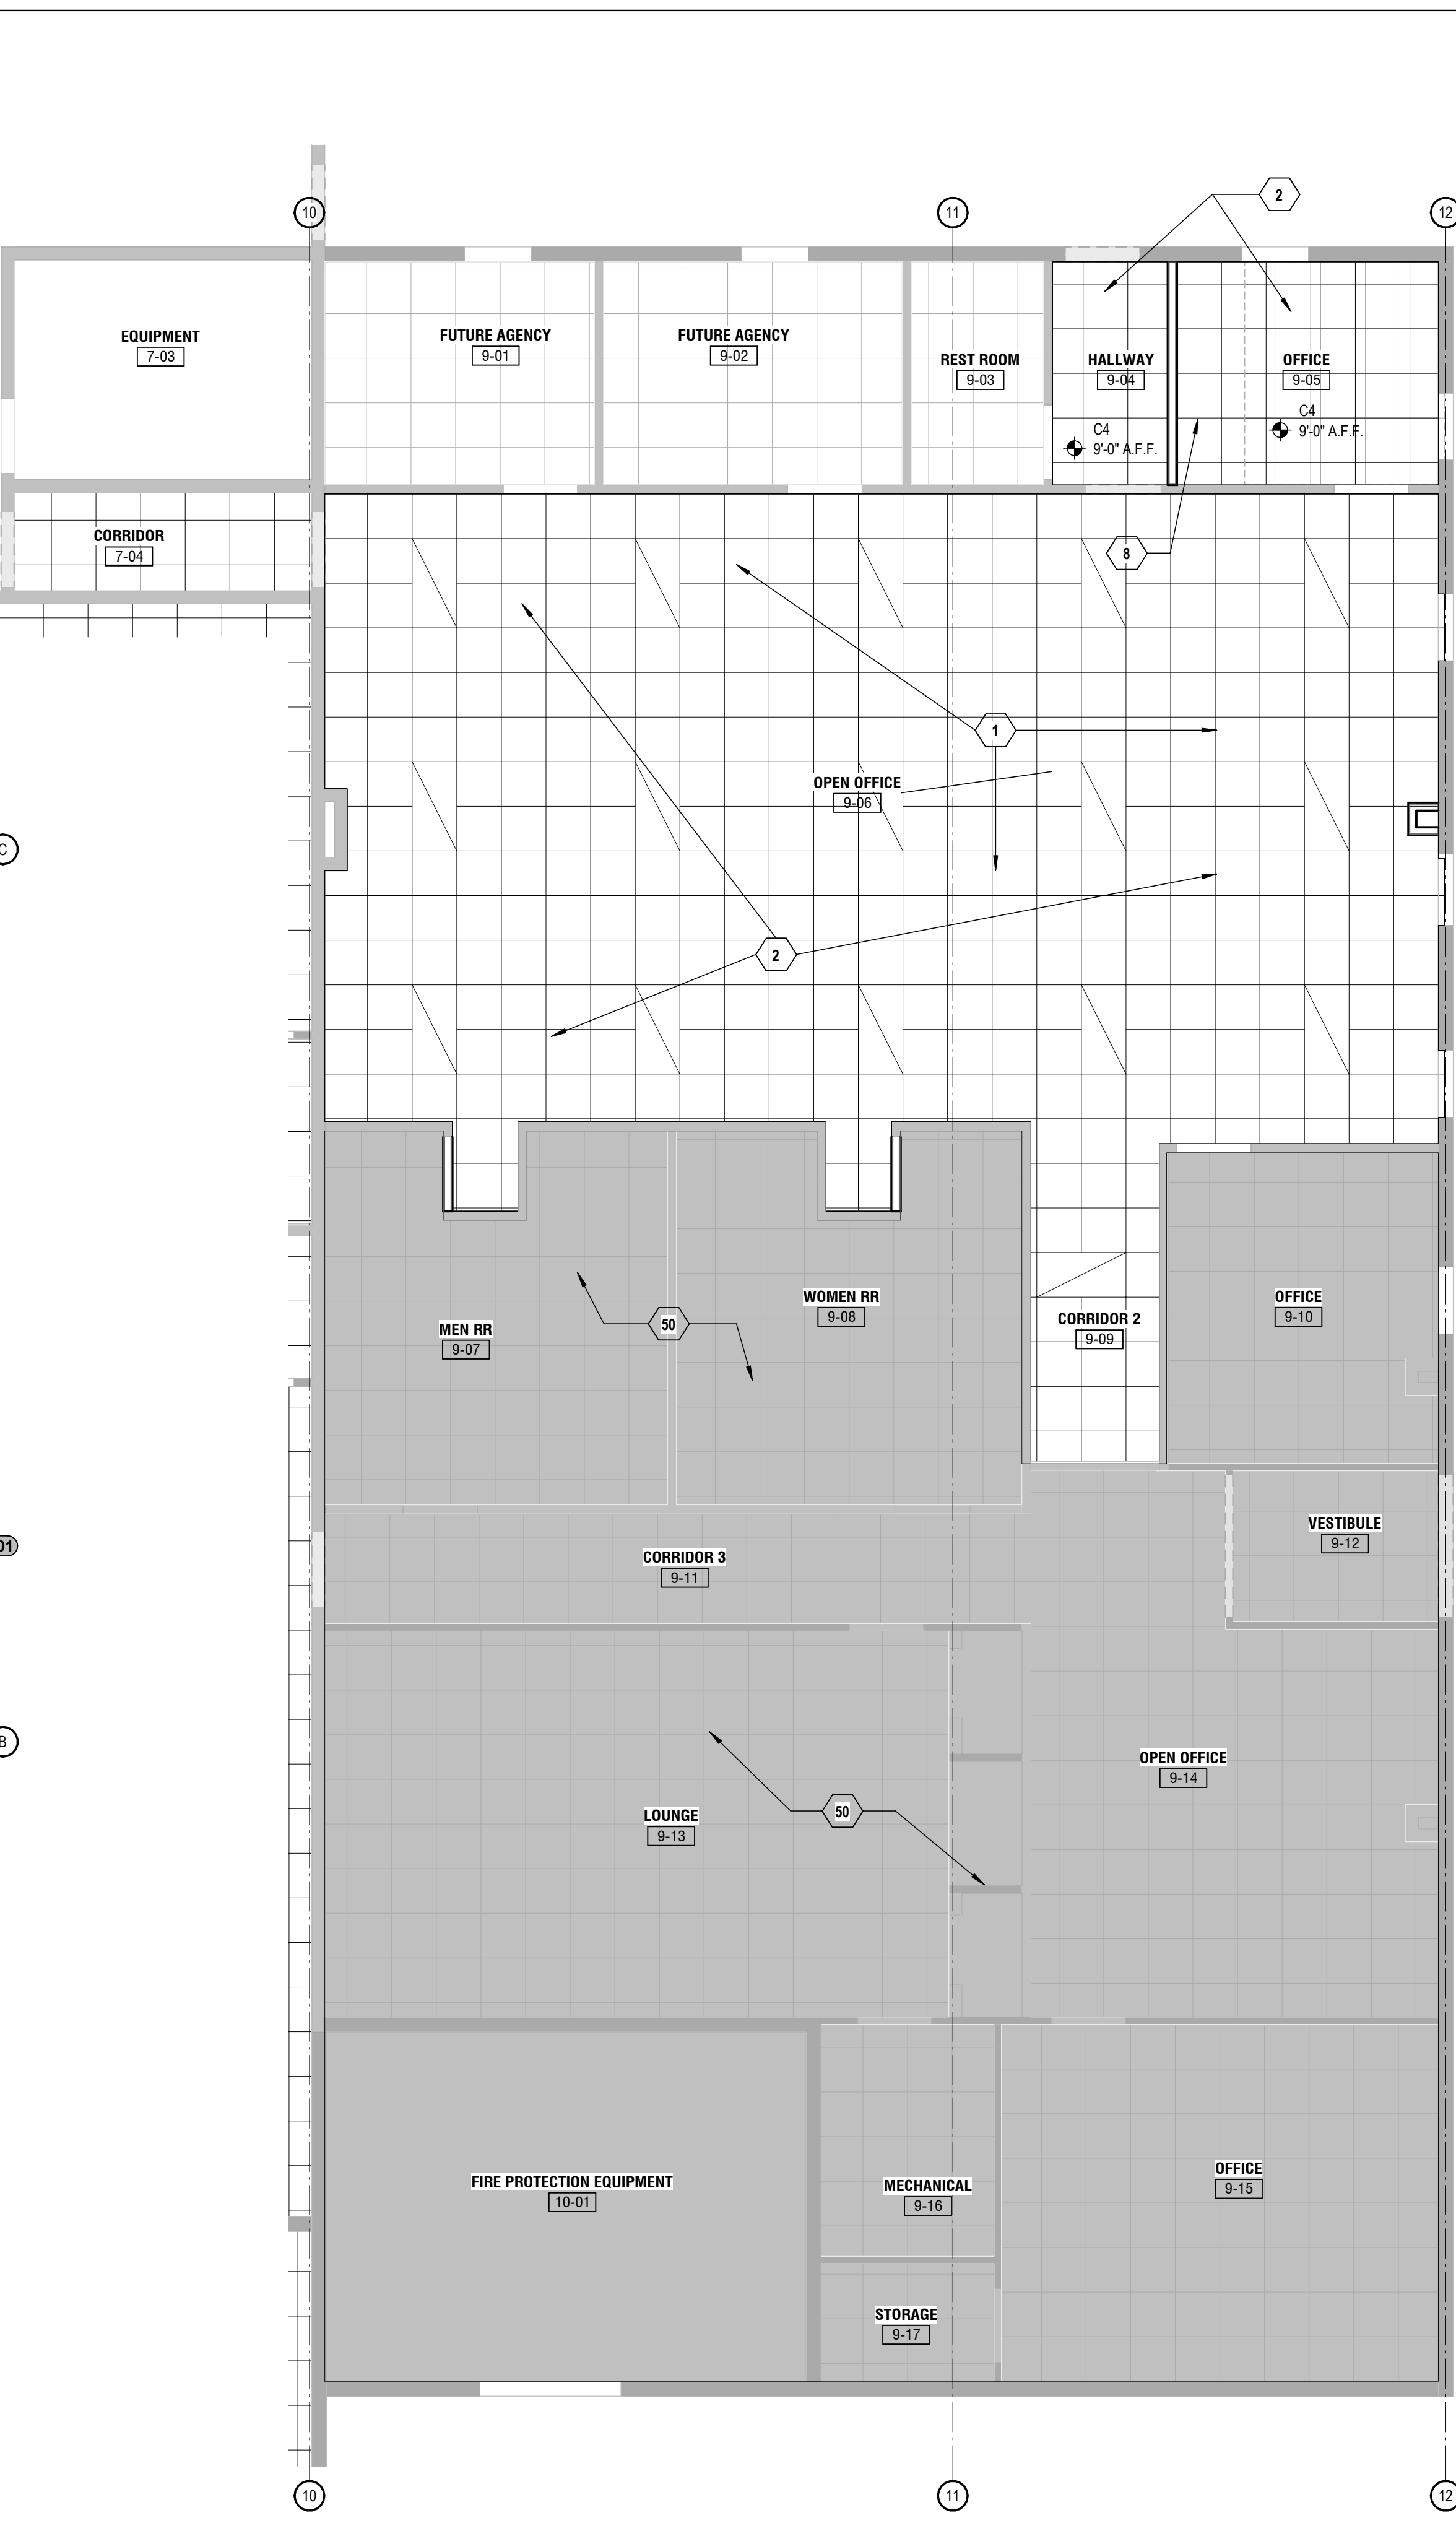 2
10
11
12
EQUIPMENT
7-03
FUTURE AGENCY
9-01
FUTURE AGENCY
9-02
REST ROOM
9-03
HALLWAY
9-04
OFFICE
9-05
C4
9'-0" A.F.F.
C4
9'-0" A.F.F.
CORRIDOR
7-04
8
1
OPEN OFFICE
9-06
C
2
MEN RR
9-07
50
WOMEN RR
9-08
CORRIDOR 2
9-09
OFFICE
9-10
01
CORRIDOR 3
9-11
VESTIBULE
9-12
B
LOUNGE
9-13
50
OPEN OFFICE
9-14
FIRE PROTECTION EQUIPMENT
10-01
MECHANICAL
9-16
OFFICE
9-15
STORAGE
9-17
10
11
12